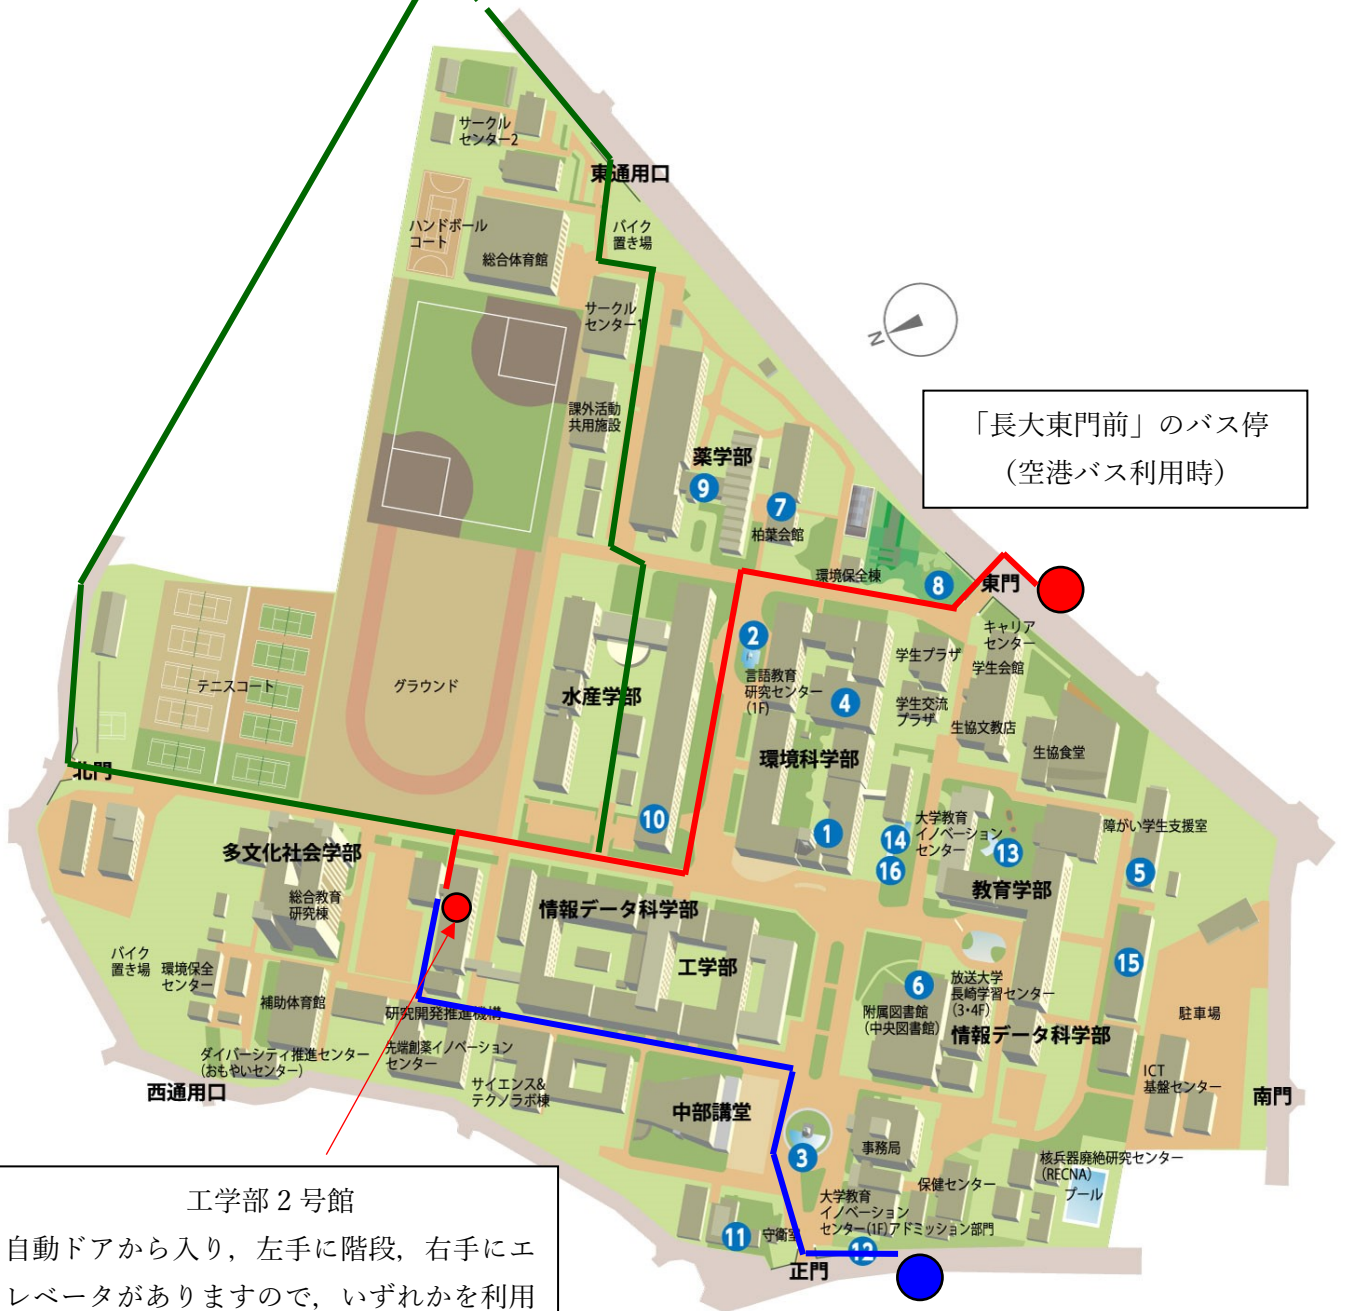 サークル
センター2
東通用口
ハンドボール
コート
バイク
置き場
総合体育館
サークル
センター1
N
課外活動
共用施設
「長大東門前」のバス停
（空港バス利用時）
薬学部
9
7
柏葉会館
環境保全棟
8
東門
キャリア
センター
2
学生プラザ
学生会館
言語教育
研究センター
(1F)
4
学生交流
プラザ
テニスコート
グラウンド
水産学部
生協文教店
環境科学部
生協食堂
北門
10
1
大学教育
イノベーション
センター
14
13
障がい学生支援室
多文化社会学部
16
5
総合教育
研究棟
教育学部
情報データ科学部
バイク
置き場
環境保全
センター
工学部
15
6
放送大学
長崎学習センター
(3・4F)
補助体育館
研究開発推進機構
附属図書館
(中央図書館)
駐車場
情報データ科学部
先端創薬イノベーション
センター
ダイバーシティ推進センター
(おもやいセンター)
サイエンス&
テクノラボ棟
ICT
基盤センター
西通用口
南門
中部講堂
3
事務局
核兵器廃絶研究センター
(RECNA)
プール
保健センター
大学教育
イノベーション
センター(1F)アドミッション部門
11
守衛室
12
正門
工学部２号館
自動ドアから入り，左手に階段，右手にエ
レベータがありますので，いずれかを利用